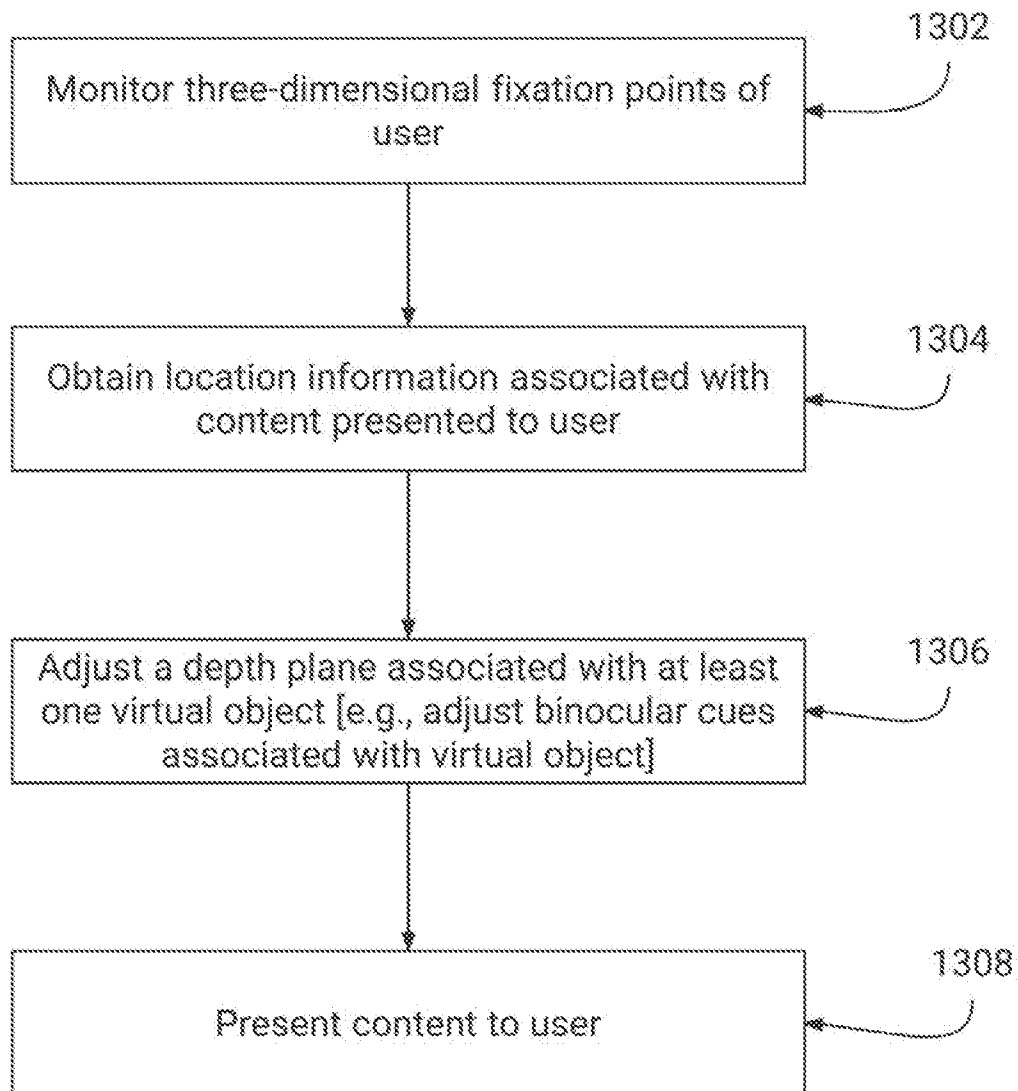 1302
Monitor three-dimensional fixation points of
user
1304
Obtain location information associated with
content presented to user
1306
Adjust a depth plane associated with at least
one virtual object [e.g., adjust binocular cues
associated with virtual object]
1308
Present content to user